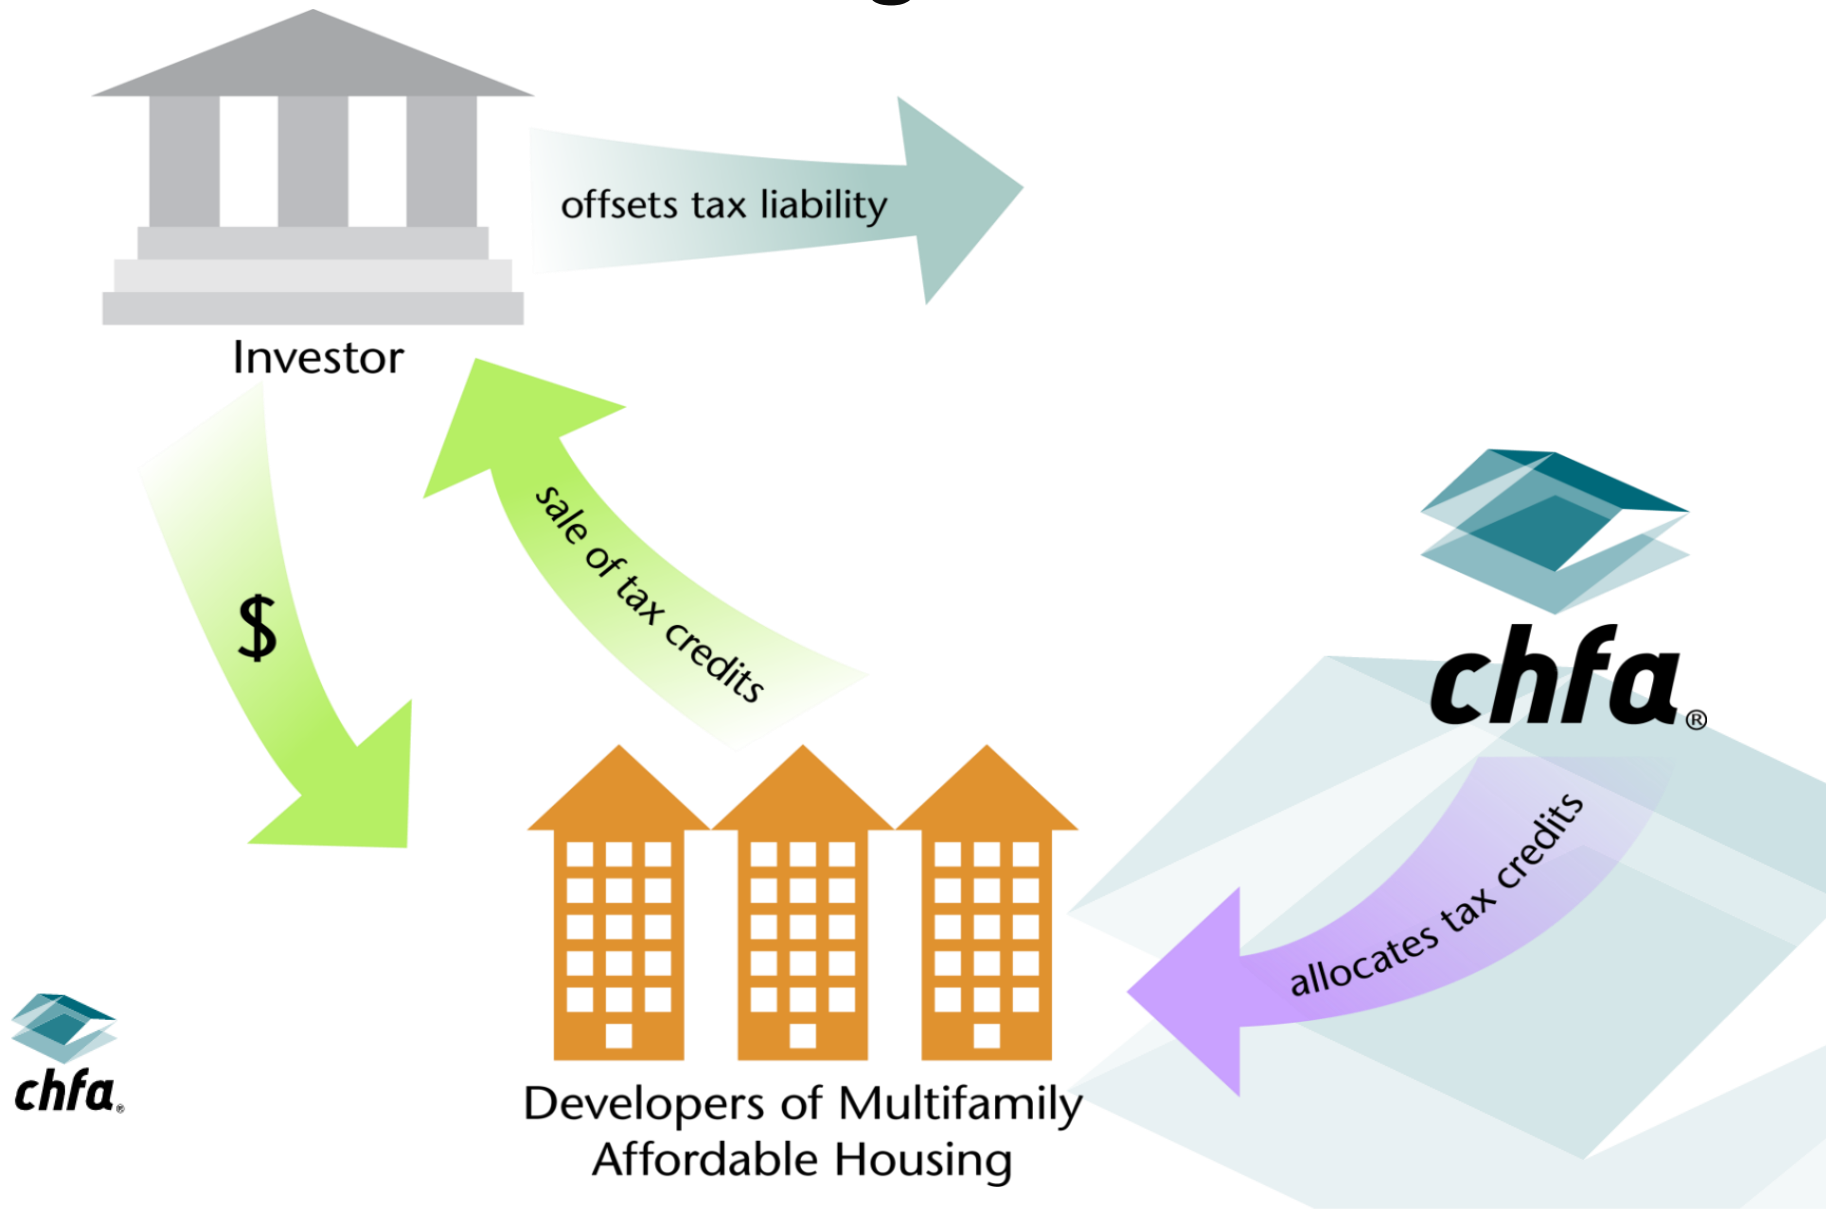 offsets tax liability
Investor
$
sale of tax credits
chfa®
allocates tax credits
Developers of Multifamily
Affordable Housing
chfa®